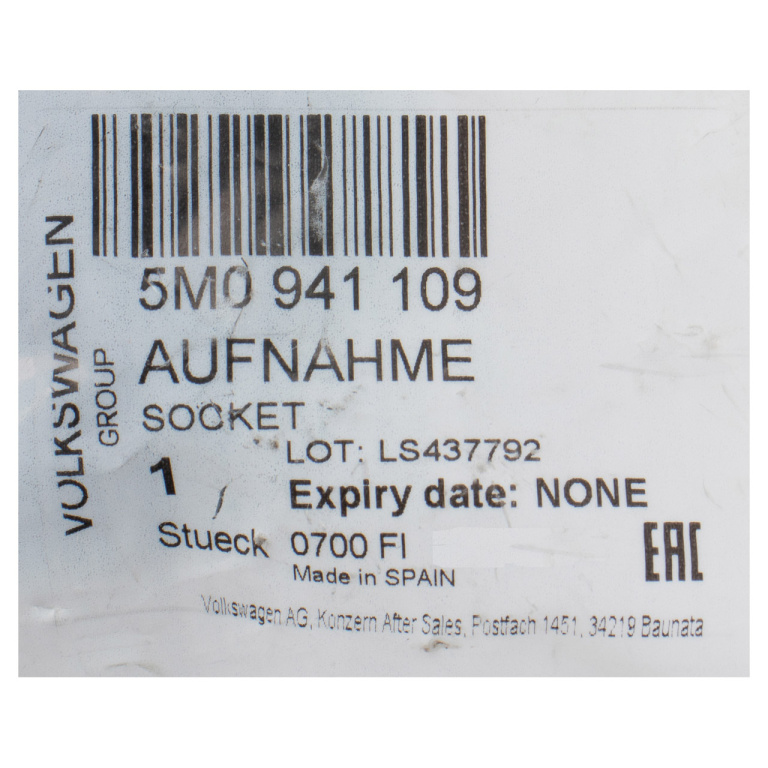 VOLKSWAGEN
GROUP
5M0 941 109
AUFNAHME
SOCKET
LOT: LS437792
1
Expiry date: NONE
Stueck 0700 FI
Made in SPAIN
EAC
Volkswagen AG, Konzern After Sales, Postfach 1451, 34219 Baunata